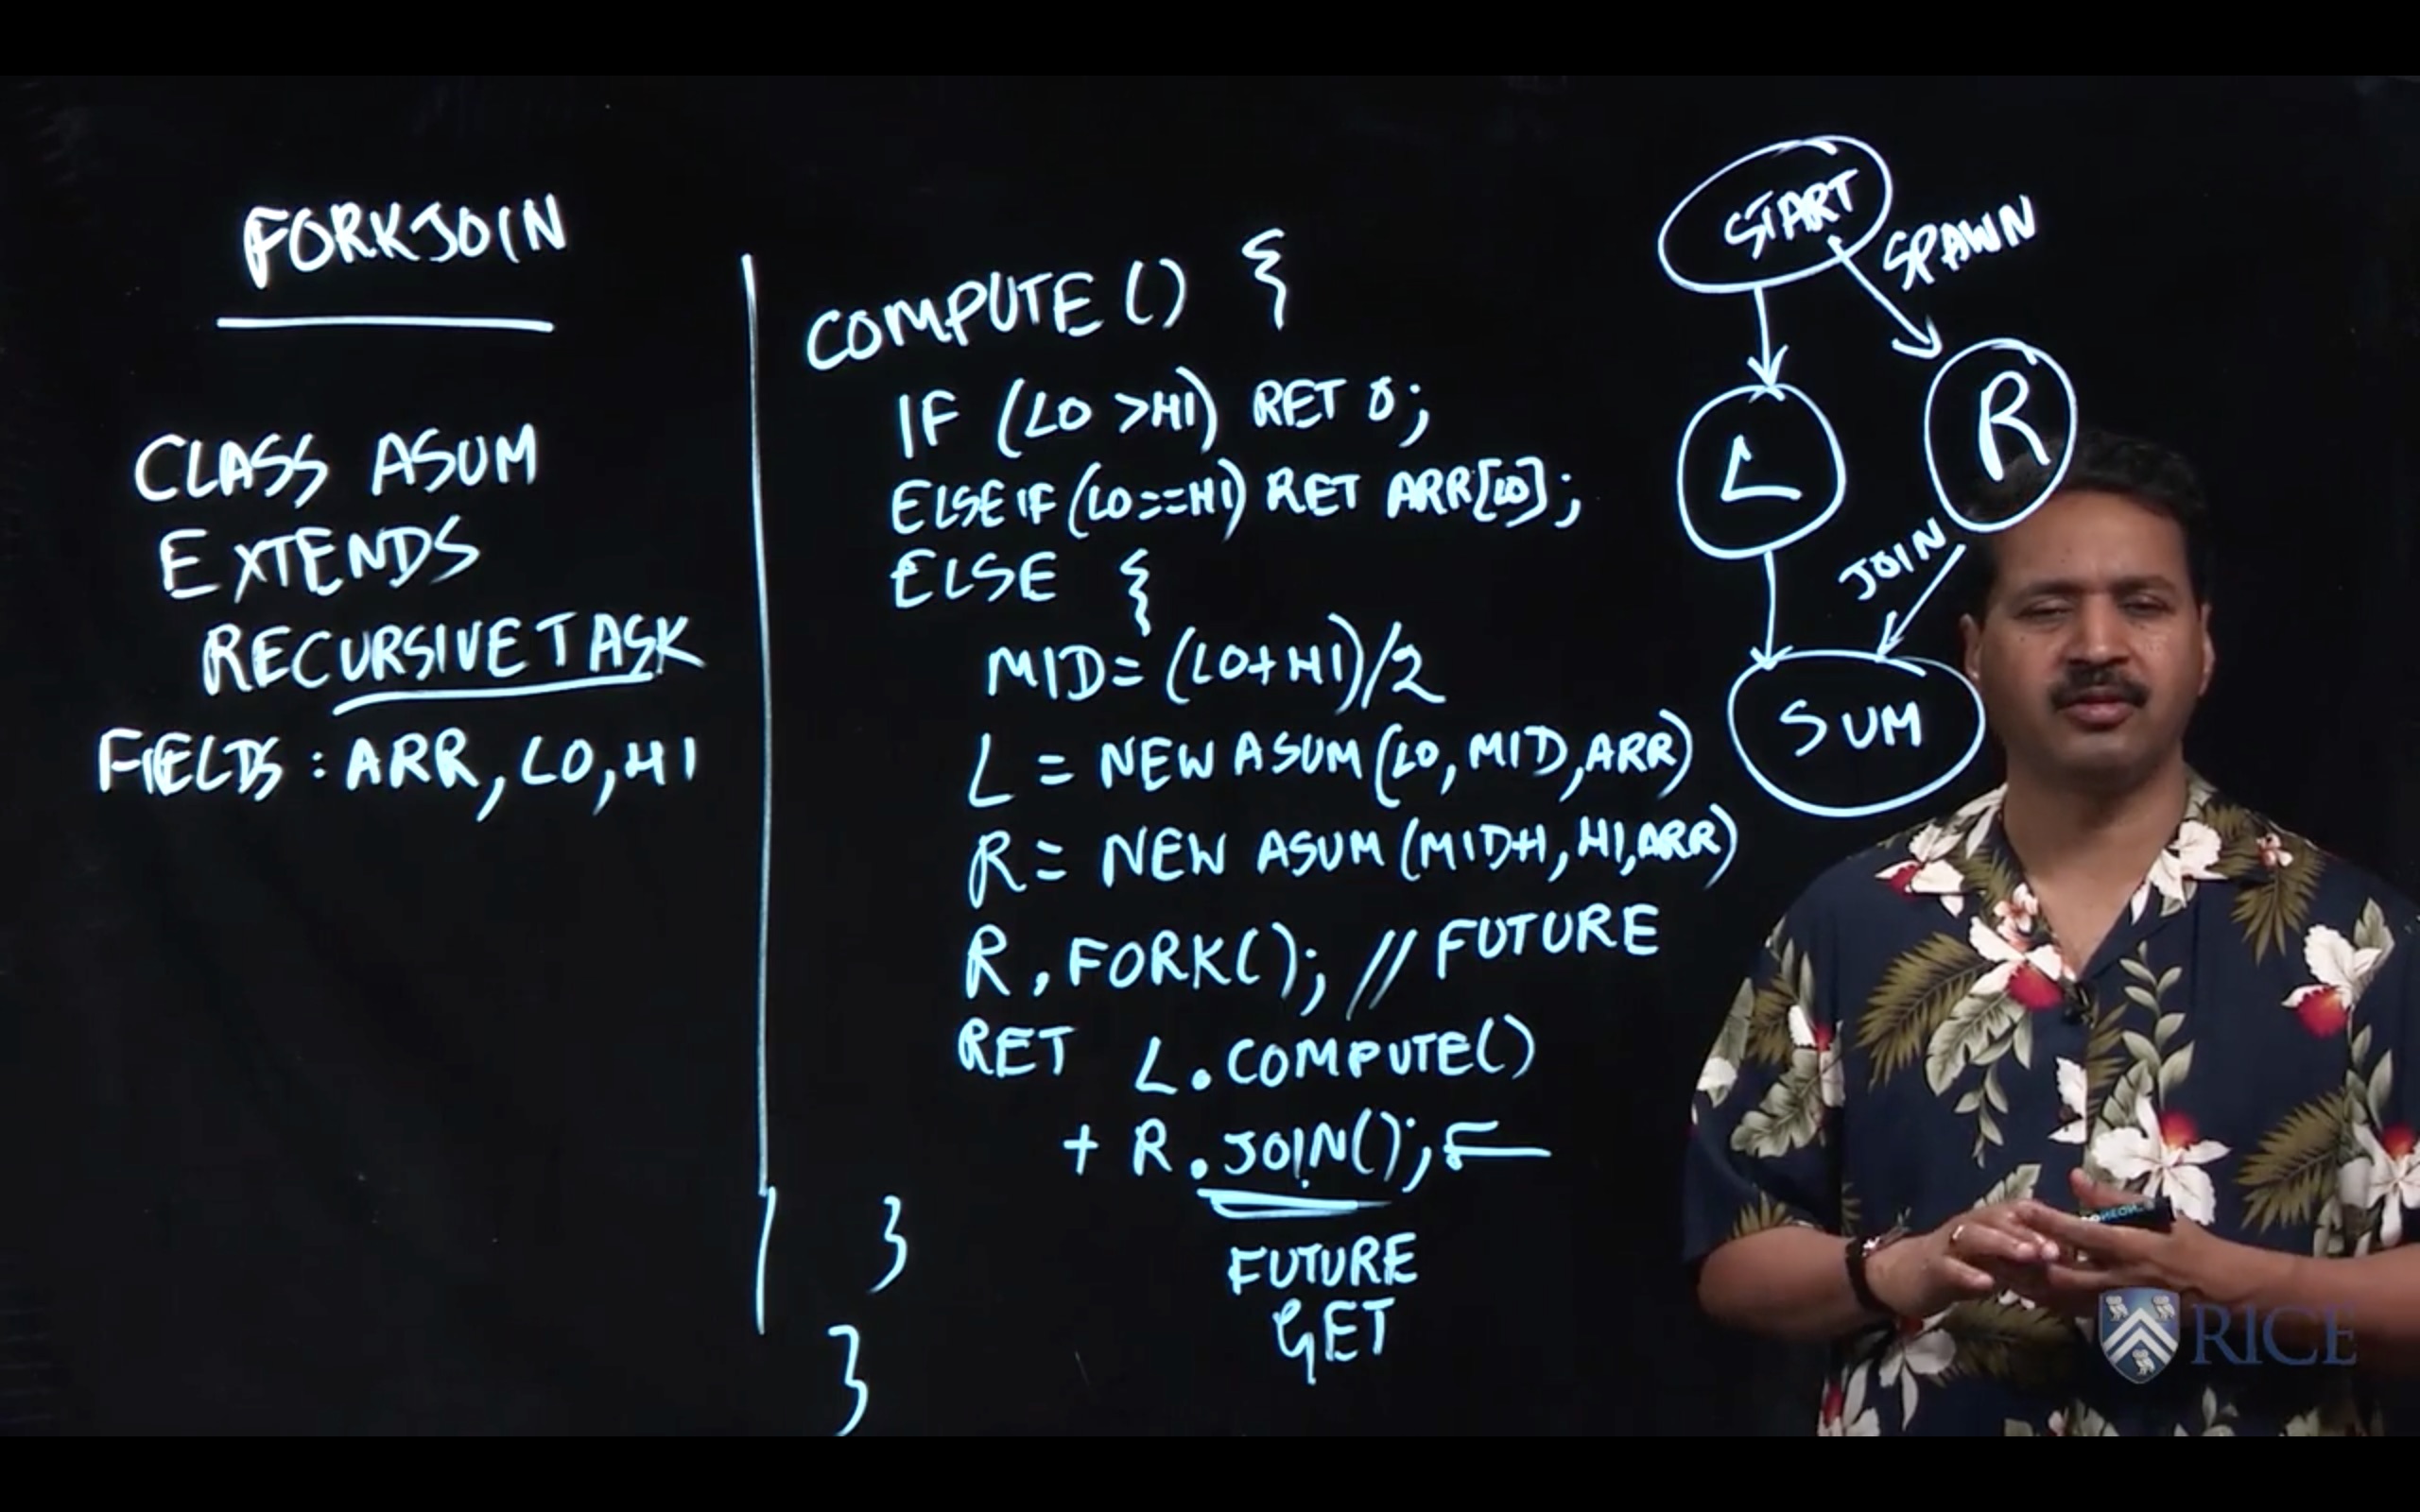 FORKJOIN
CLASS ASUM
EXTENDS
RECURSIVETASK
FIELDS : ARR, LO, HI
COMPUTE () {
IF (LO > HI) RET 0;
ELSE IF (LO == HI) RET ARR[LO];
ELSE {
MID = (LO + HI)/2
L = NEW ASUM (LO, MID, ARR)
R = NEW ASUM (MID+1, HI, ARR)
R.FORK(); // FUTURE
RET L.COMPUTE()
+ R.JOIN();
FUTURE
GET
}
}
START
SPAWN
L
R
JOIN
SUM
RICE